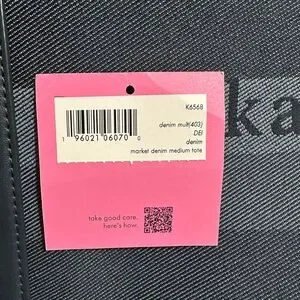 K6568
denim mult(403)
DEI
denim
market denim medium tote
1 96021 06070 0
ka
take good care.
here's how.